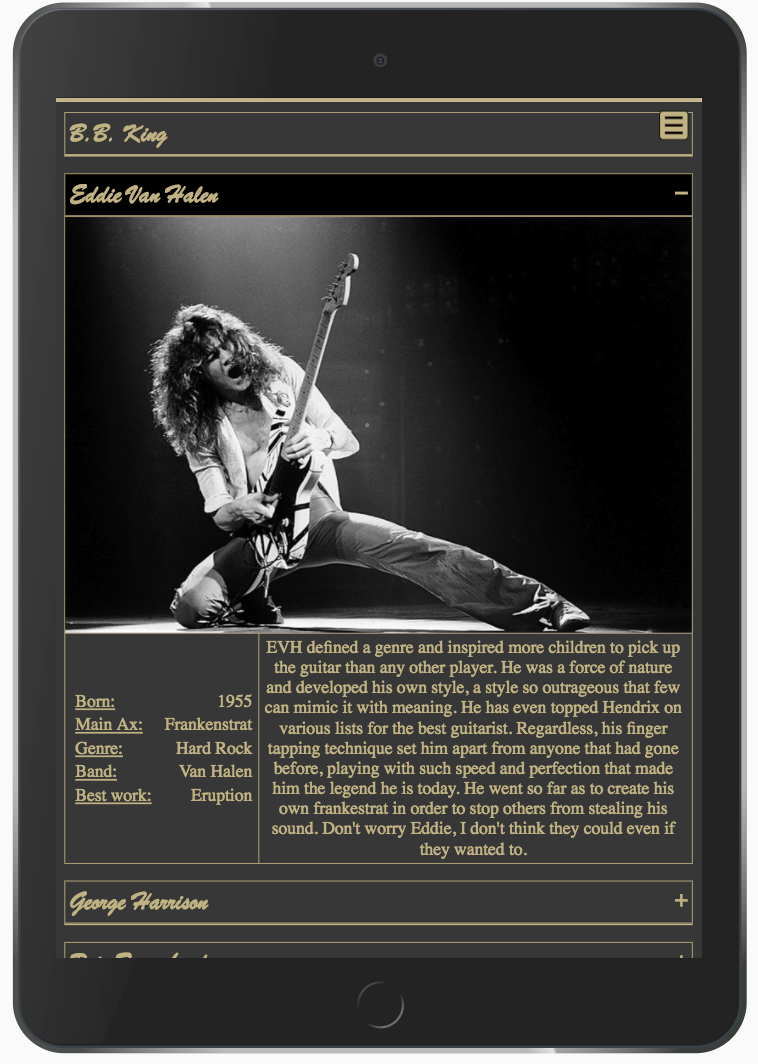 B.B. King
Eddie Van Halen −
Born: 1955
Main Ax: Frankenstrat
Genre: Hard Rock
Band: Van Halen
Best work: Eruption
EVH defined a genre and inspired more children to pick up
the guitar than any other player. He was a force of nature
and developed his own style, a style so outrageous that few
can mimic it with meaning. He has even topped Hendrix on
various lists for the best guitarist. Regardless, his finger
tapping technique set him apart from anyone that had gone
before, playing with such speed and perfection that made
him the legend he is today. He went so far as to create his
own frankestrat in order to stop others from stealing his
sound. Don't worry Eddie, I don't think they could even if
they wanted to.
George Harrison +